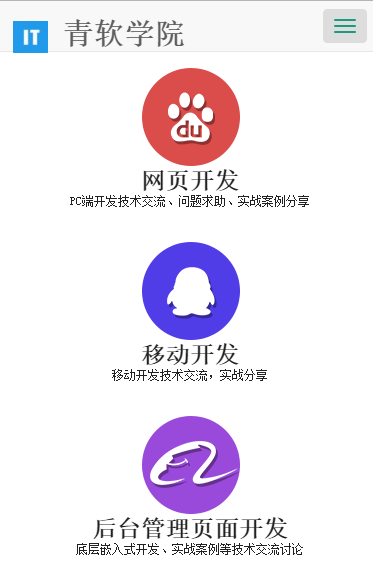 IT 青软学院
du
网页开发
PC端开发技术交流、问题求助、实战案例分享
移动开发
移动开发技术交流，实战分享
后台管理页面开发
底层嵌入式开发、实战案例等技术交流讨论